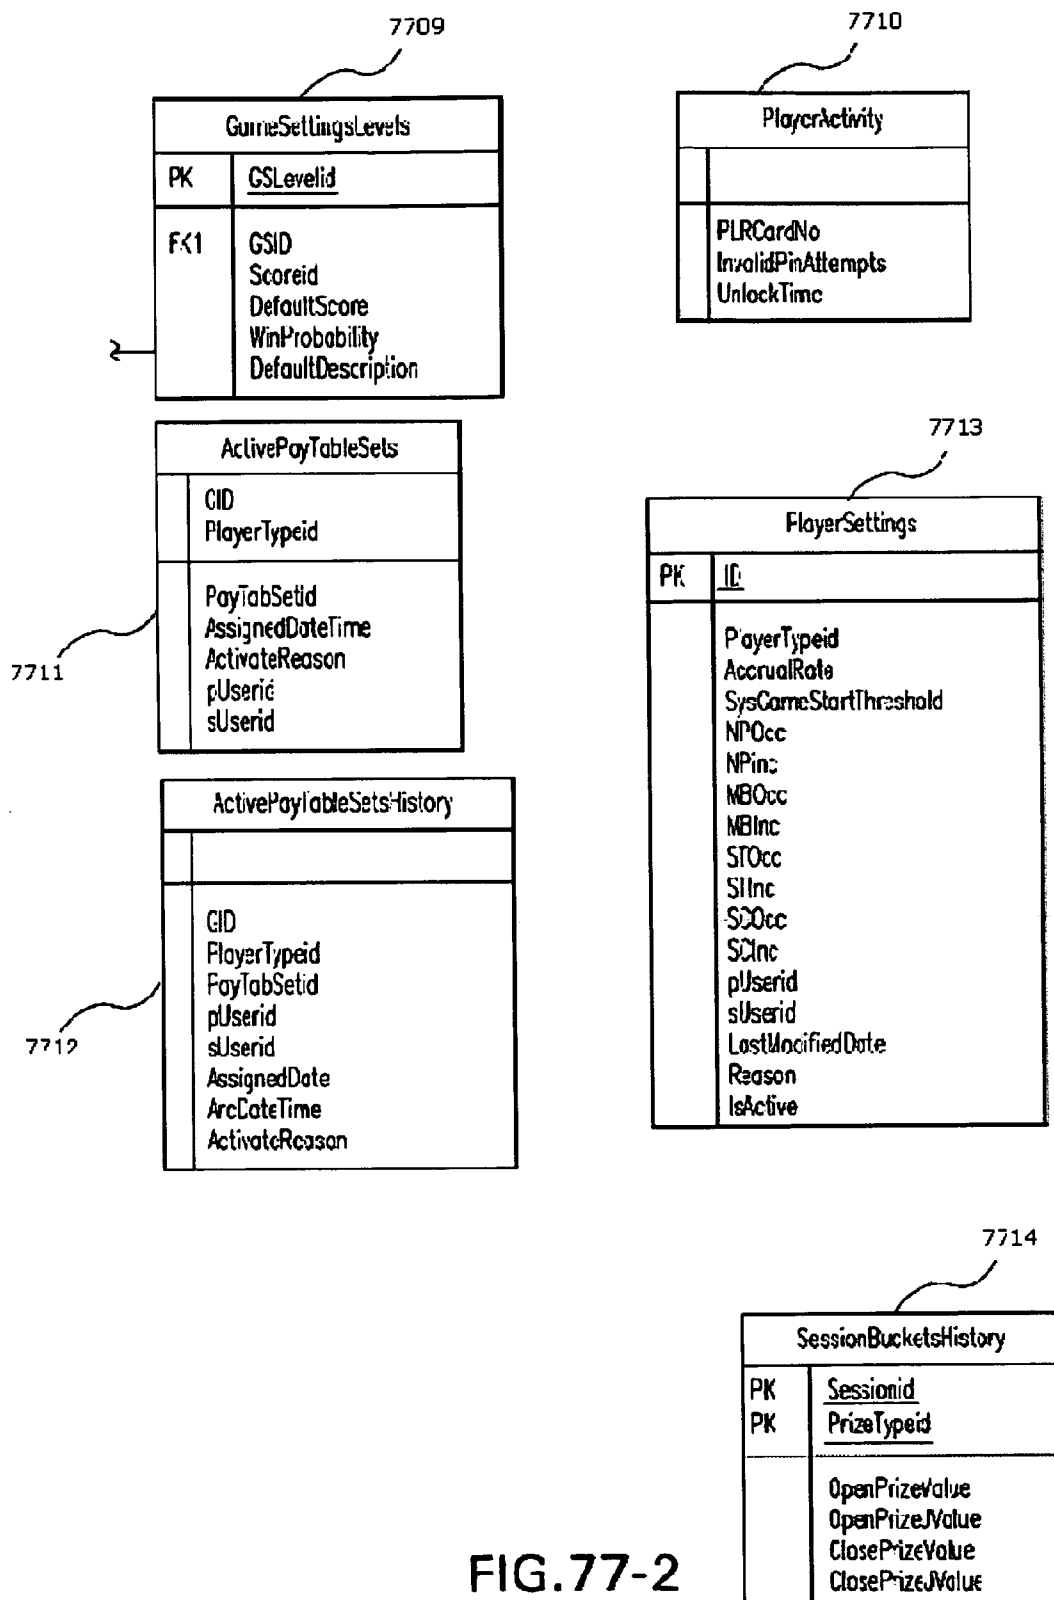 7709
GameSettingsLevels
PK GSLevelid
FK1 GSID
Scoreid
DefaultScore
WinProbability
DefaultDescription
7710
PlayerActivity
PLRCardNo
InvalidPinAttempts
UnlockTime
ActivePayTableSets
CID
PlayerTypeid
PayTabSetid
AssignedDateTime
ActivateReason
pUserid
sUserid
7711
7713
PlayerSettings
PK ID
PlayerTypeid
AccrualRate
SysGameStartThreshold
NPOcc
NPinc
MBOcc
MBInc
STOcc
STInc
SCOcc
SCInc
pUserid
sUserid
LastModifiedDate
Reason
IsActive
ActivePayTableSetsHistory
CID
PlayerTypeid
PayTabSetid
pUserid
sUserid
AssignedDate
ArcDateTime
ActivateReason
7712
7714
SessionBucketsHistory
PK Sessionid
PK PrizeTypeid
OpenPrizeValue
OpenPrizeJValue
ClosePrizeValue
ClosePrizeJValue
FIG.77-2